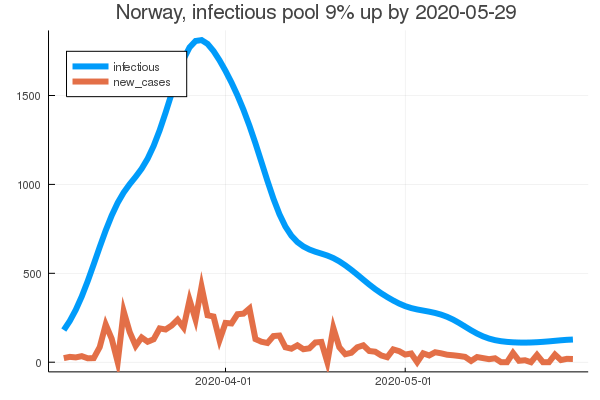 Norway, infectious pool 9% up by 2020-05-29
infectious
new_cases
1500
1000
500
0
2020-04-01
2020-05-01